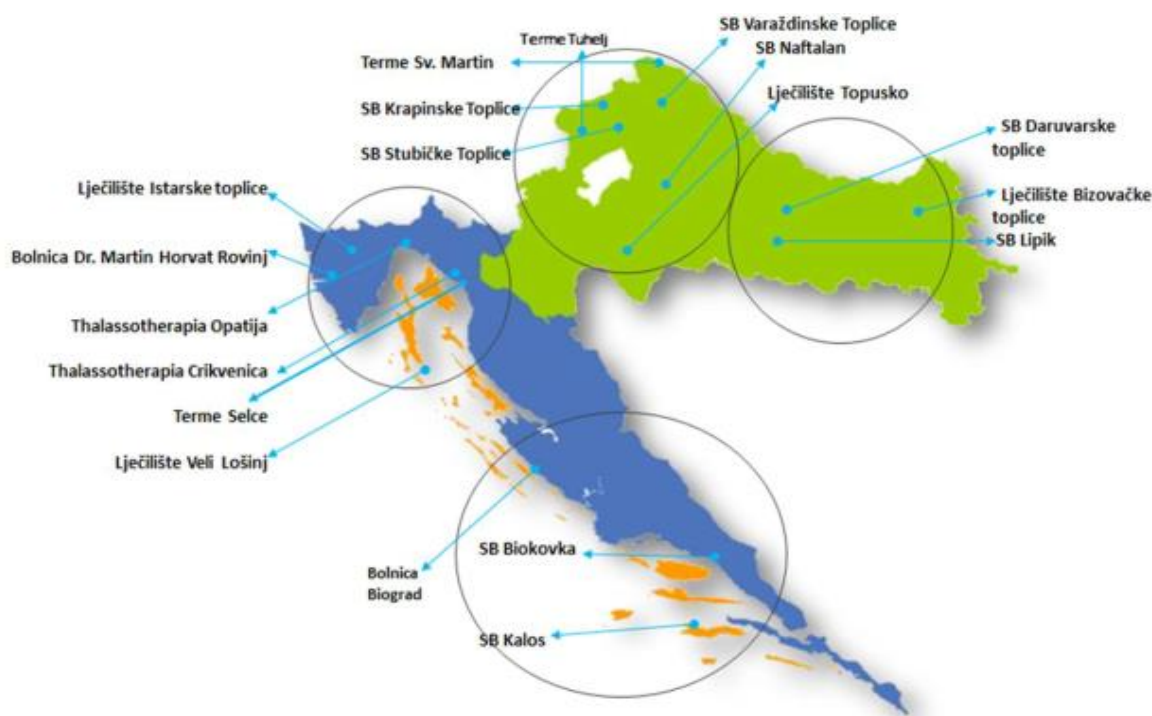 SB Varaždinske Toplice
Terme Tuhelj
SB Naftalan
Terme Sv. Martin
Lječilište Topusko
SB Krapinske Toplice
SB Daruvarske
toplice
SB Stubičke Toplice
Lječilište Istarske toplice
Lječilište Bizovačke
toplice
SB Lipik
Bolnica Dr. Martin Horvat Rovinj
Thalassotherapia Opatija
Thalassotherapia Crikvenica
Terme Selce
Lječilište Veli Lošinj
SB Biokovka
Bolnica
Biograd
SB Kalos